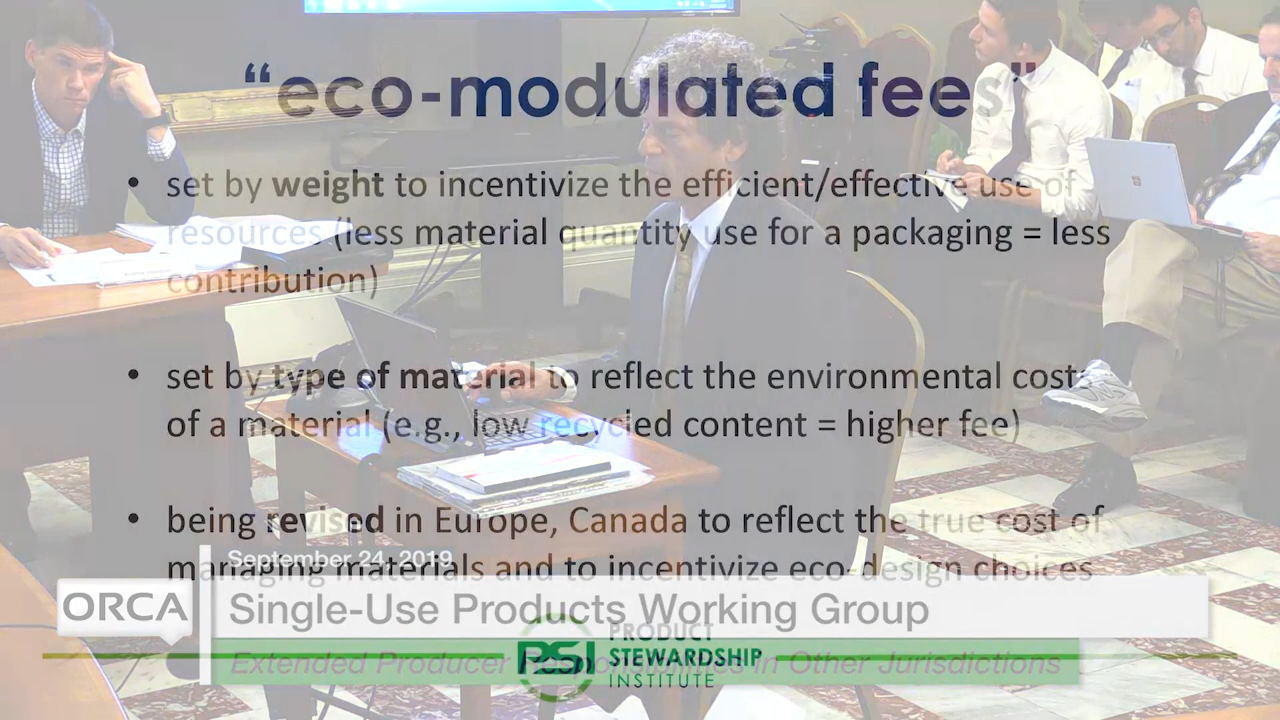 “eco-modulated fees"
• set by weight to incentivize the efficient/effective use of
resources (less material quantity use for a packaging = less
contribution)
• set by type of material to reflect the environmental costs
of a material (e.g., low recycled content = higher fee)
• being revised in Europe, Canada to reflect the true cost of
managing materials and to incentivize eco-design choices
September 24, 2019
ORCA
Single-Use Products Working Group
Extended Producer Responsibilities in Other Jurisdictions
PSI
PRODUCT
STEWARDSHIP
INSTITUTE